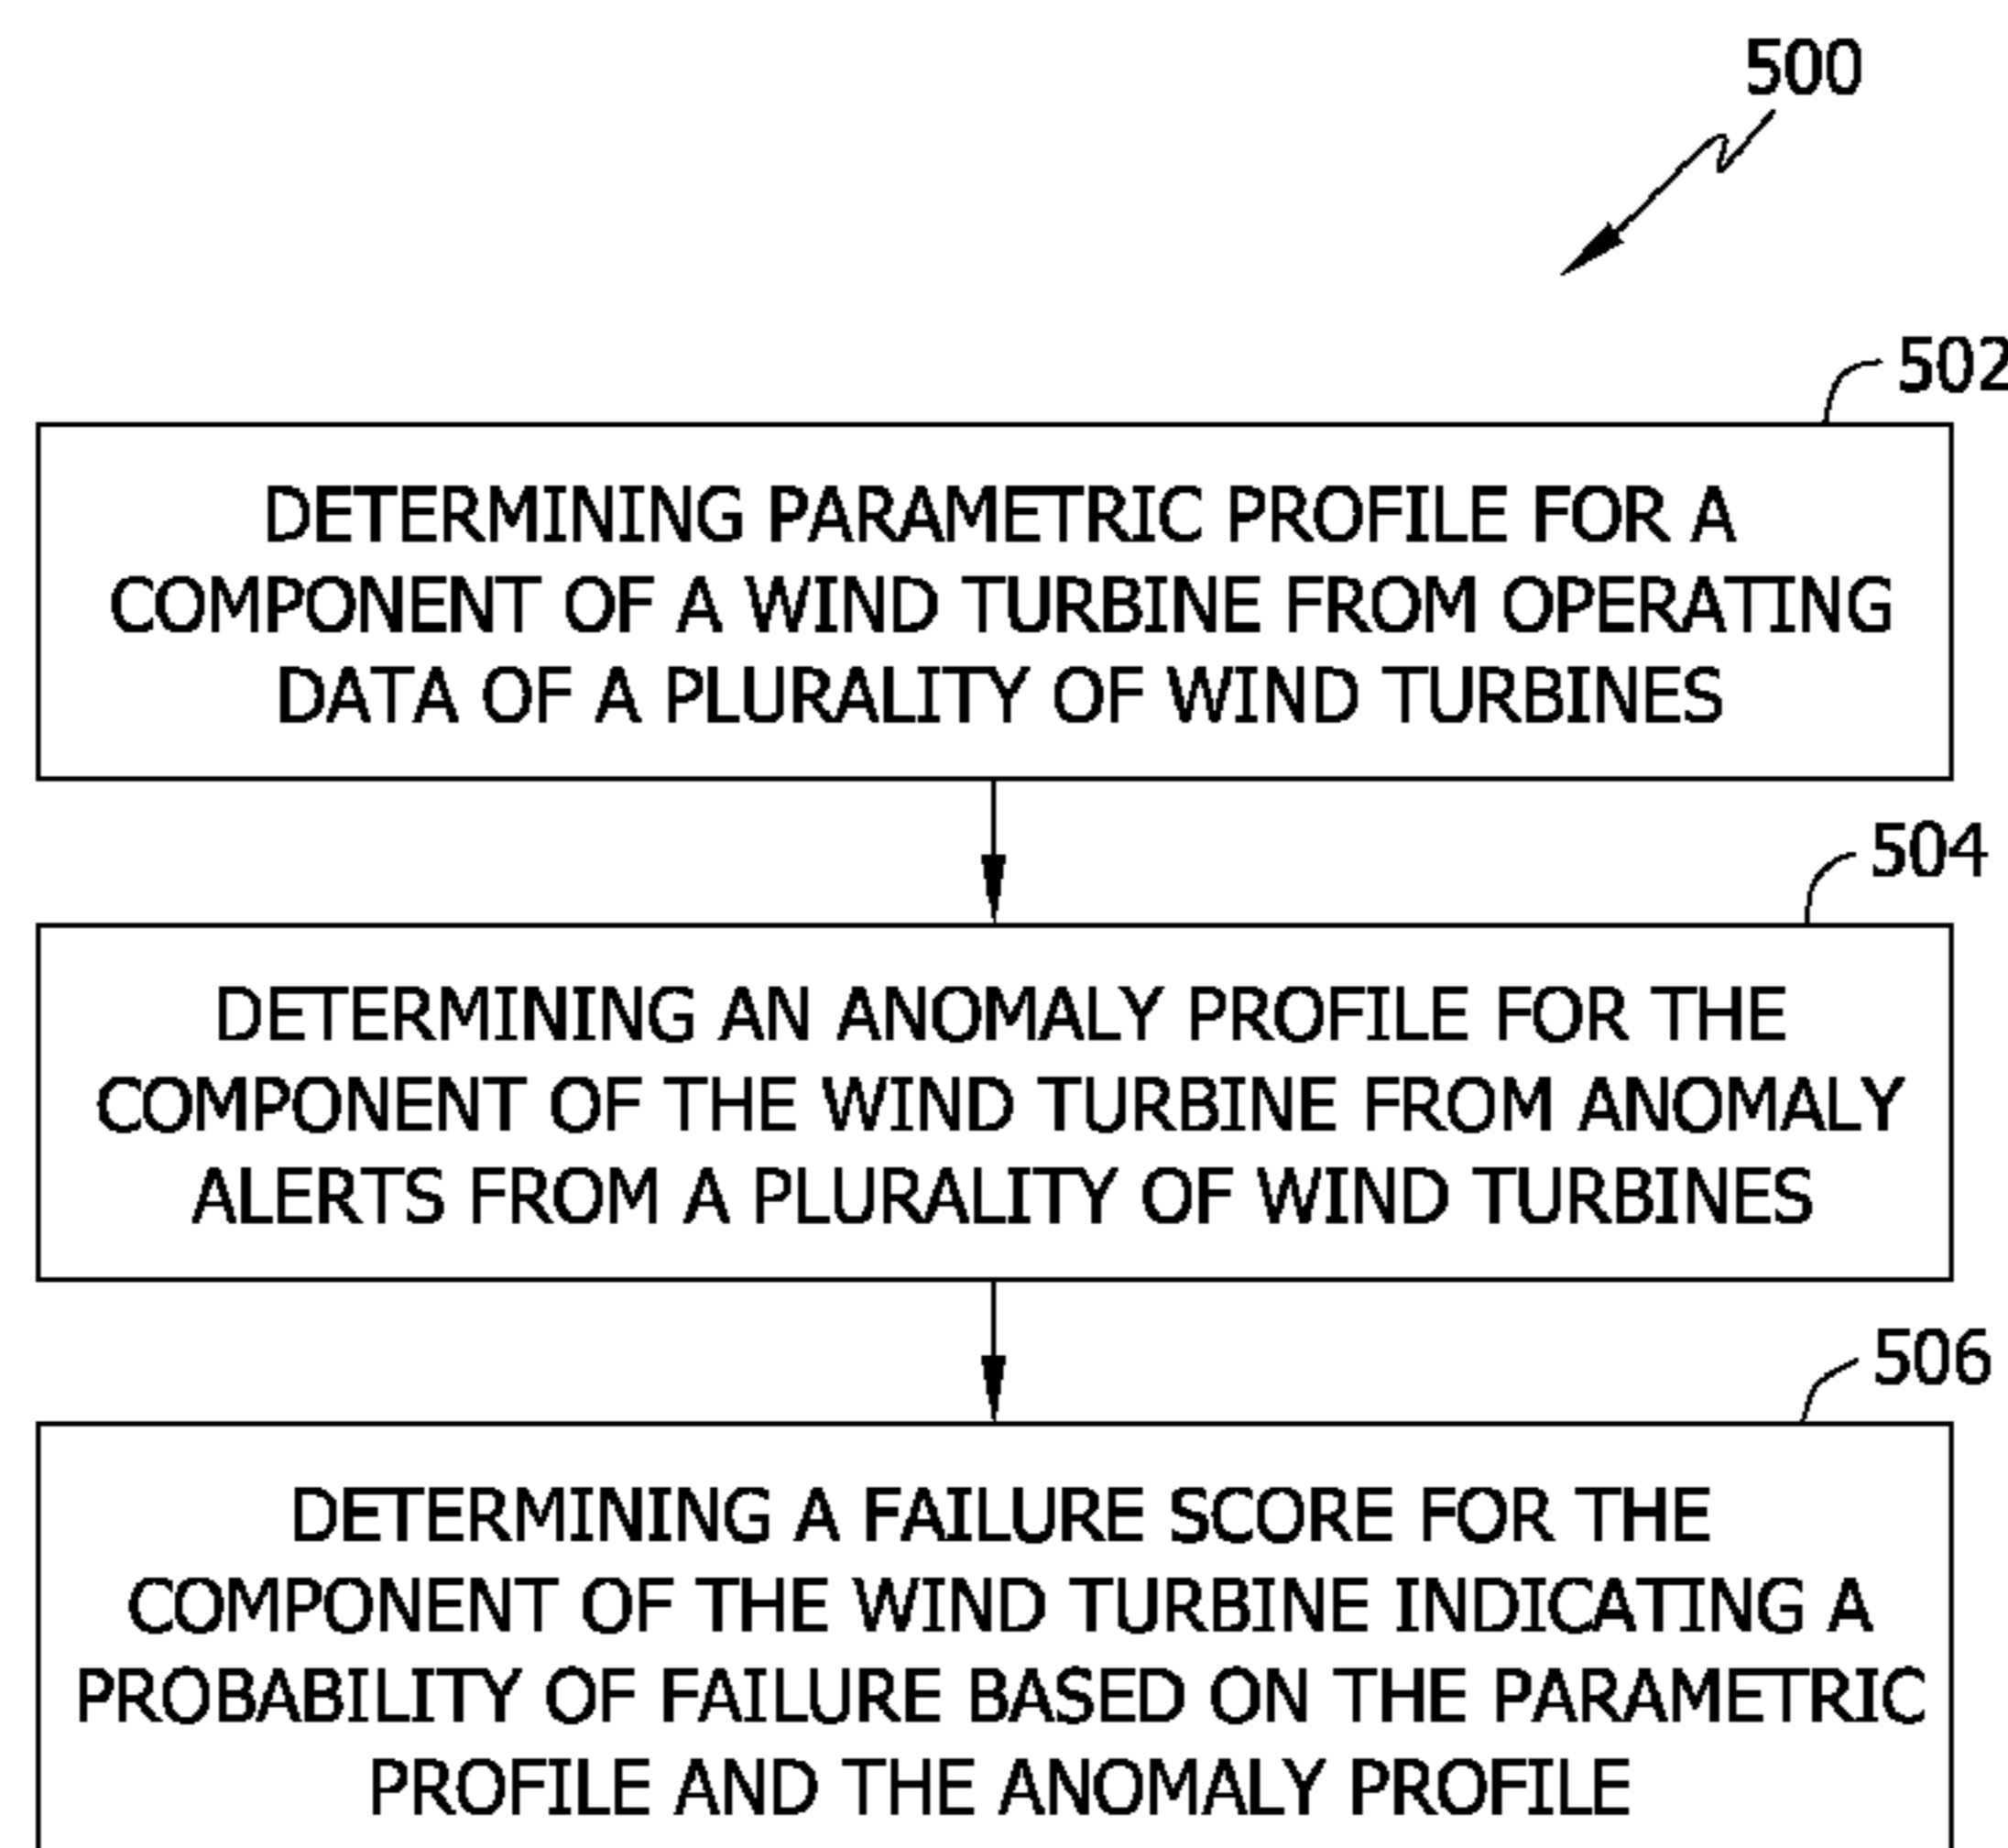 500
502
DETERMINING PARAMETRIC PROFILE FOR A
COMPONENT OF A WIND TURBINE FROM OPERATING
DATA OF A PLURALITY OF WIND TURBINES
504
DETERMINING AN ANOMALY PROFILE FOR THE
COMPONENT OF THE WIND TURBINE FROM ANOMALY
ALERTS FROM A PLURALITY OF WIND TURBINES
506
DETERMINING A FAILURE SCORE FOR THE
COMPONENT OF THE WIND TURBINE INDICATING A
PROBABILITY OF FAILURE BASED ON THE PARAMETRIC
PROFILE AND THE ANOMALY PROFILE